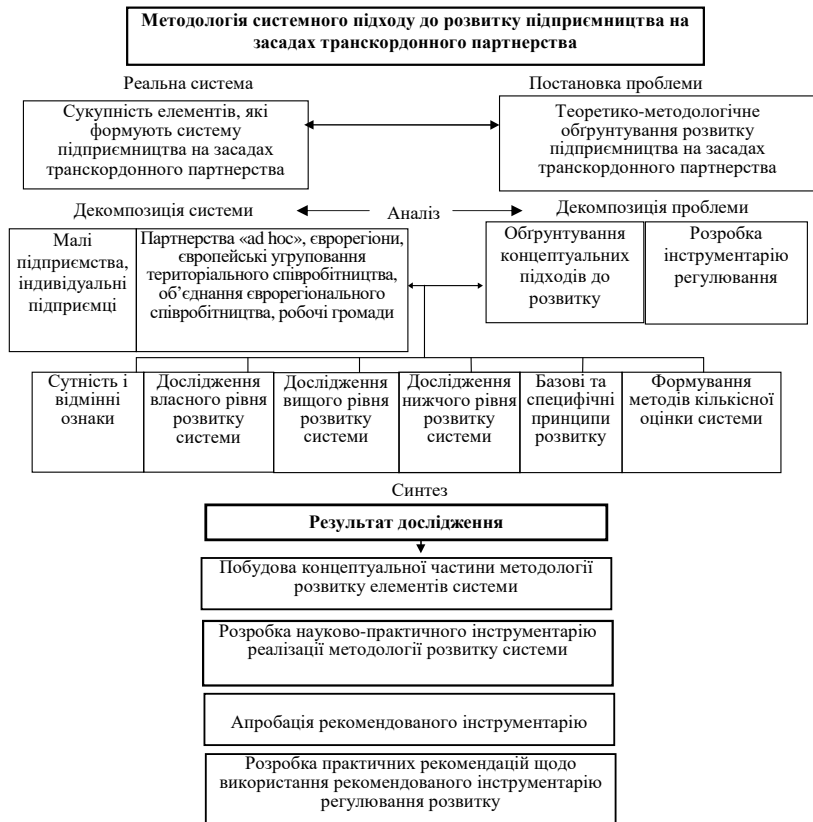 Методологія системного підходу до розвитку підприємництва на
засадах транскордонного партнерства
Реальна система
Постановка проблеми
Сукупність елементів, які
формують систему
підприємництва на засадах
транскордонного партнерства
Теоретико-методологічне
обґрунтування розвитку
підприємництва на засадах
транскордонного партнерства
Декомпозиція системи
Аналіз
Декомпозиція проблеми
Малі
підприємства,
індивідуальні
підприємці
Партнерства «ad hoc», єврорегіони,
європейські угруповання
територіального співробітництва,
об’єднання єврорегіонального
співробітництва, робочі громади
Обґрунтування
концептуальних
підходів до
розвитку
Розробка
інструментарію
регулювання
Сутність і
відмінні
ознаки
Дослідження
власного рівня
розвитку
системи
Дослідження
вищого рівня
розвитку
системи
Дослідження
нижчого рівня
розвитку
системи
Базові та
специфічні
принципи
розвитку
Формування
методів кількісної
оцінки системи
Синтез
Результат дослідження
Побудова концептуальної частини методології
розвитку елементів системи
Розробка науково-практичного інструментарію
реалізації методології розвитку системи
Апробація рекомендованого інструментарію
Розробка практичних рекомендацій щодо
використання рекомендованого інструментарію
регулювання розвитку